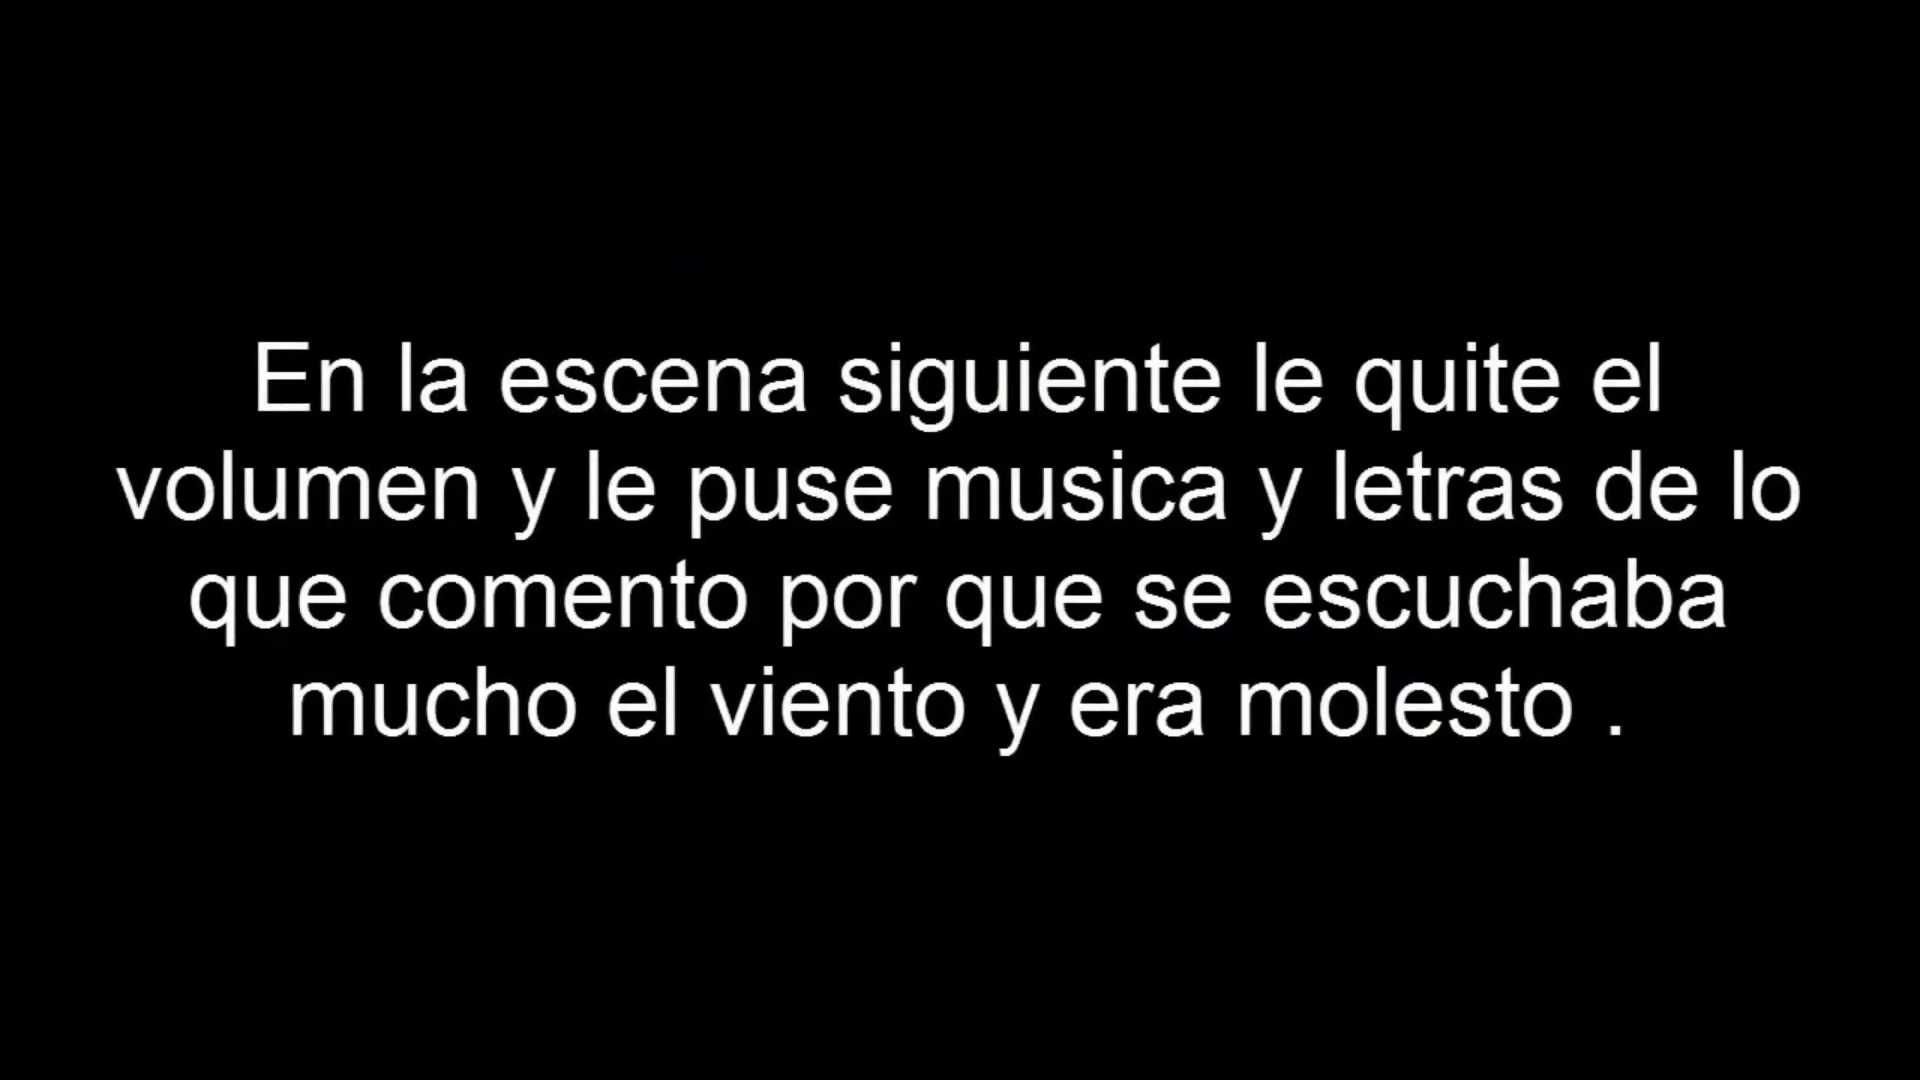 En la escena siguiente le quite el
volumen y le puse musica y letras de lo
que comento por que se escuchaba
mucho el viento y era molesto .